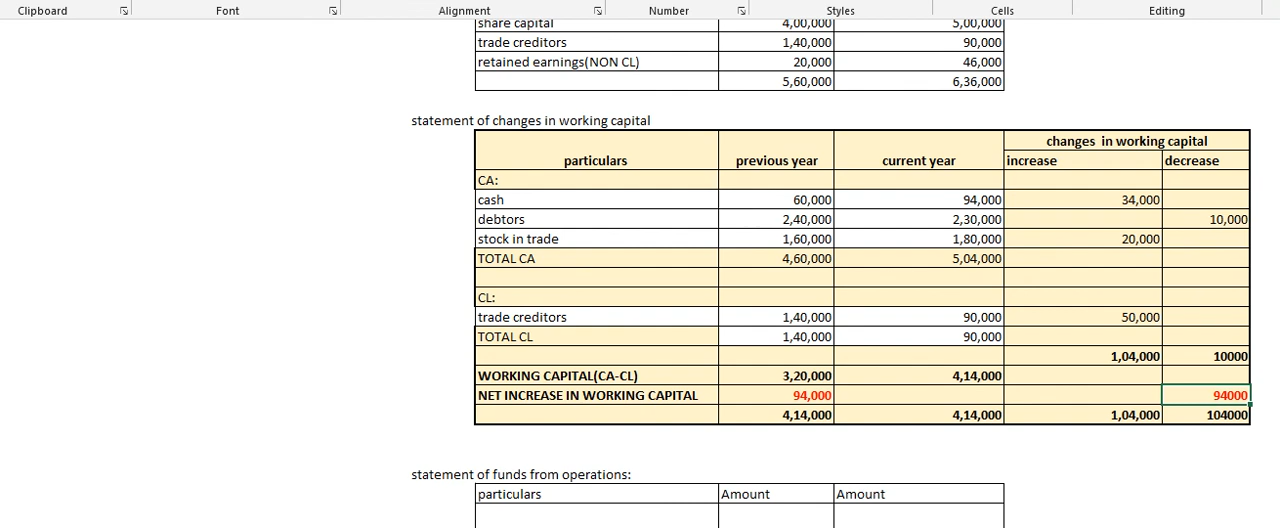 Clipboard Font Alignment Number Styles Cells Editing
share capital 4,00,000 5,00,000
trade creditors 1,40,000 90,000
retained earnings(NON CL) 20,000 46,000
5,60,000 6,36,000
statement of changes in working capital
changes in working capital
particulars previous year current year increase decrease
CA:
cash 60,000 94,000 34,000
debtors 2,40,000 2,30,000 10,000
stock in trade 1,60,000 1,80,000 20,000
TOTAL CA 4,60,000 5,04,000
CL:
trade creditors 1,40,000 90,000 50,000
TOTAL CL 1,40,000 90,000
1,04,000 10000
WORKING CAPITAL(CA-CL) 3,20,000 4,14,000
NET INCREASE IN WORKING CAPITAL 94,000 94000
4,14,000 4,14,000 1,04,000 104000
statement of funds from operations:
particulars Amount Amount